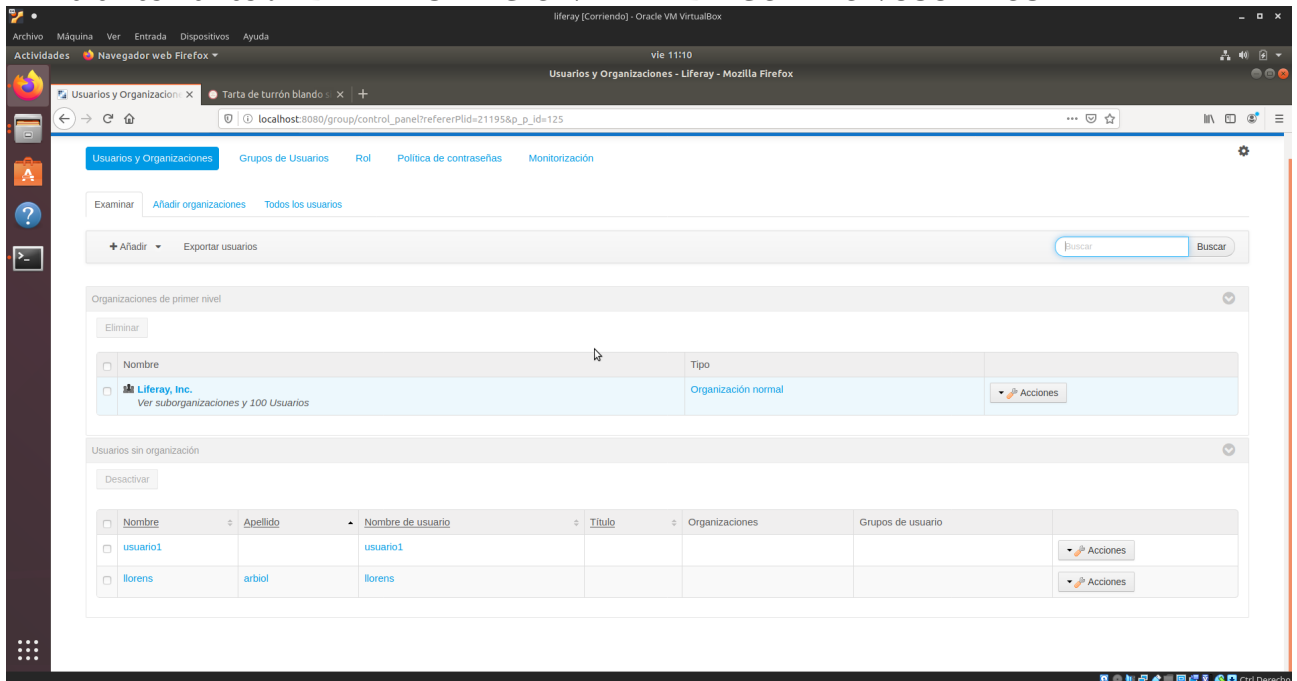 liferay [Corriendo] - Oracle VM VirtualBox
Archivo Máquina Ver Entrada Dispositivos Ayuda
Actividades Navegador web Firefox vie 11:10
Usuarios y Organizaciones - Liferay - Mozilla Firefox
Usuarios y Organizacion Tarta de turrón blando s
localhost:8080/group/control_panel?refererPlid=21195&p_p_id=125
Usuarios y Organizaciones Grupos de Usuarios Rol Política de contraseñas Monitorización
Examinar Añadir organizaciones Todos los usuarios
+ Añadir Exportar usuarios Buscar Buscar
Organizaciones de primer nivel
Eliminar
Nombre Tipo
Liferay, Inc. Organización normal Acciones
Ver suborganizaciones y 100 Usuarios
Usuarios sin organización
Desactivar
Nombre Apellido Nombre de usuario Título Organizaciones Grupos de usuario
usuario1 usuario1 Acciones
llorens arbiol llorens Acciones
Ctrl Derecho